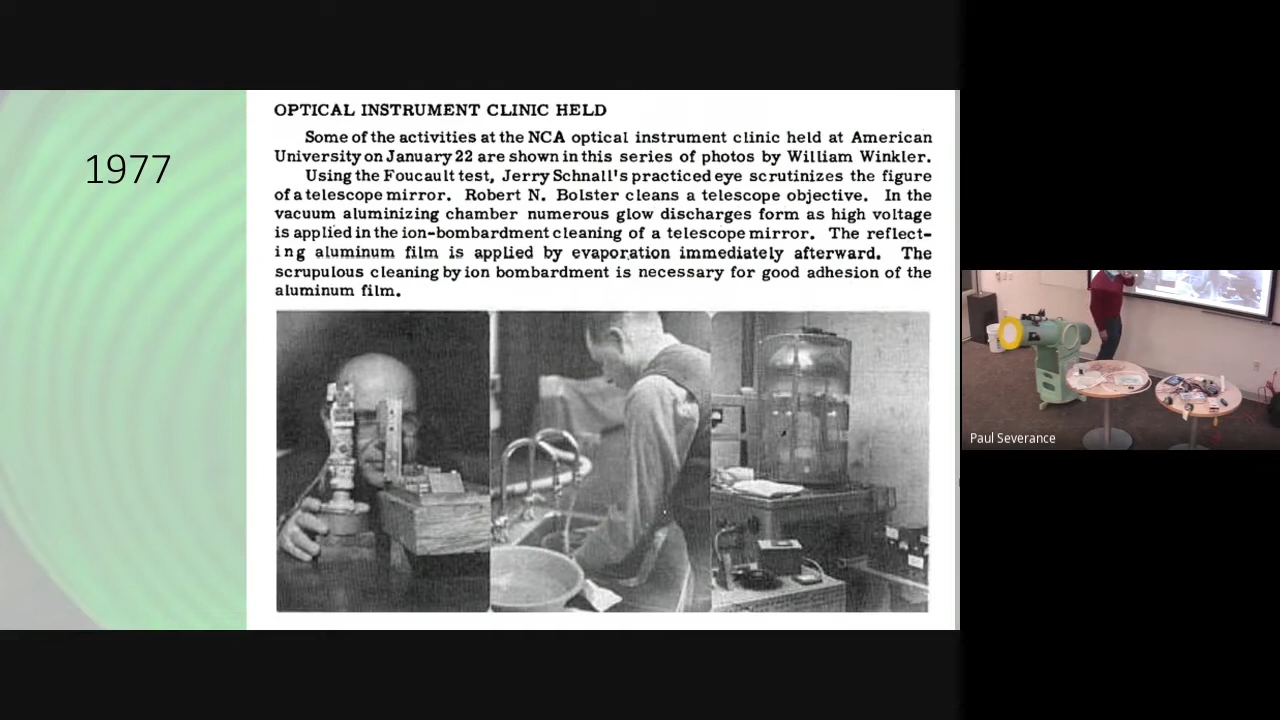 1977
OPTICAL INSTRUMENT CLINIC HELD
Some of the activities at the NCA optical instrument clinic held at American
University on January 22 are shown in this series of photos by William Winkler.
Using the Foucault test, Jerry Schnall's practiced eye scrutinizes the figure
of a telescope mirror. Robert N. Bolster cleans a telescope objective. In the
vacuum aluminizing chamber numerous glow discharges form as high voltage
is applied in the ion-bombardment cleaning of a telescope mirror. The reflect-
ing aluminum film is applied by evaporation immediately afterward. The
scrupulous cleaning by ion bombardment is necessary for good adhesion of the
aluminum film.
Paul Severance